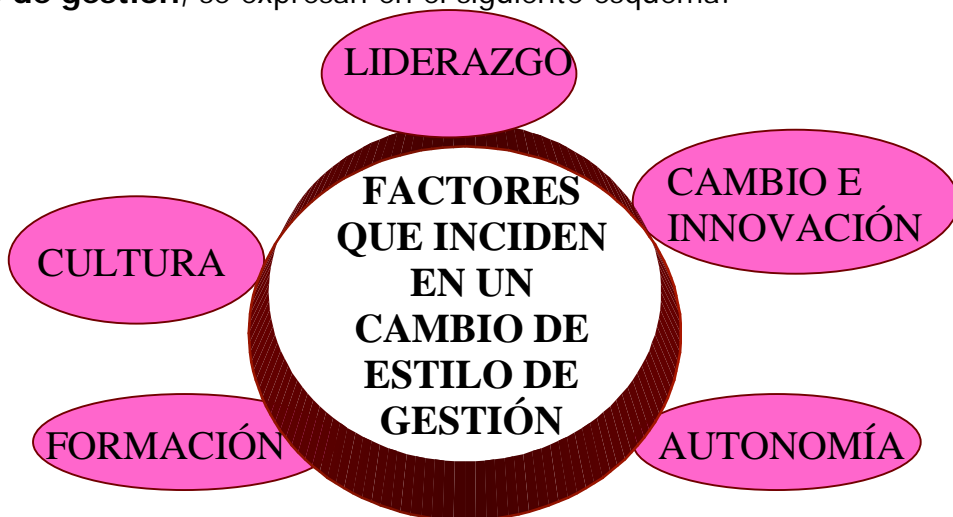 de gestión, se expresan en el siguiente esquema:
LIDERAZGO
CAMBIO E
INNOVACIÓN
CULTURA
FACTORES
QUE INCIDEN
EN UN
CAMBIO DE
ESTILO DE
GESTIÓN
FORMACIÓN
AUTONOMÍA